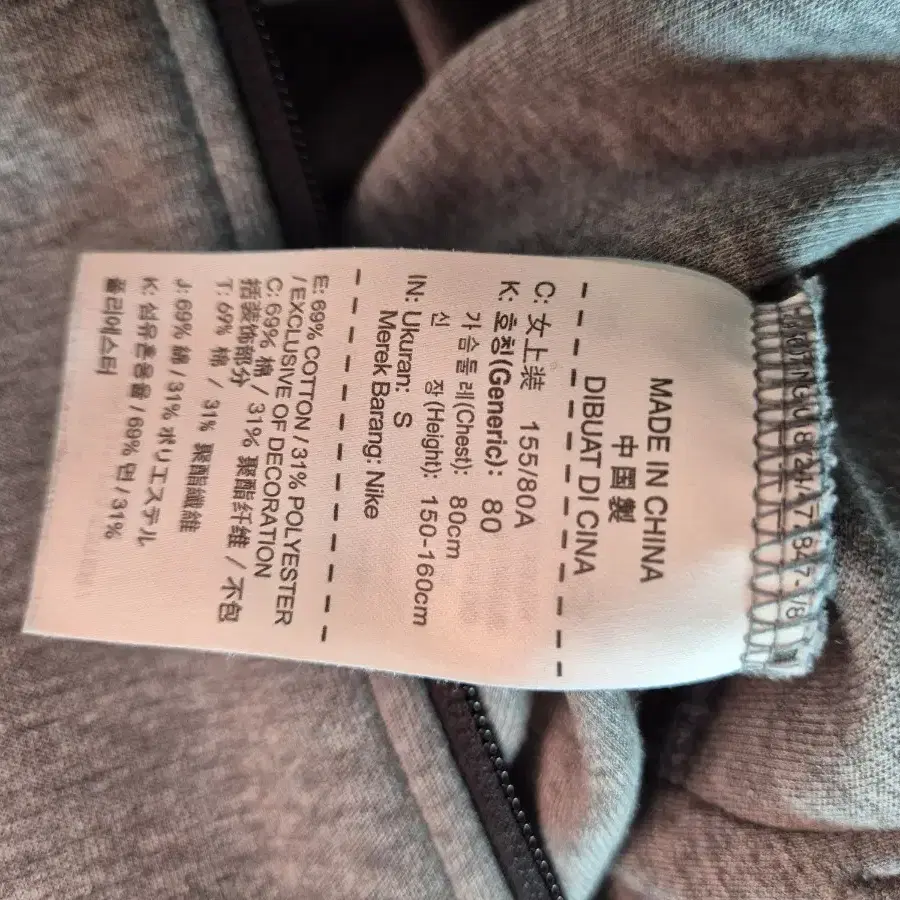 MADE IN CHINA
中国製
DIBUAT DI CINA
C: 女上装 155/80A
K: 호칭(Generic): 80
가슴둘레(Chest): 80cm
신 장(Height): 150-160cm
IN: Ukuran: S
Merek Barang: Nike
E: 69% COTTON / 31% POLYESTER
/ EXCLUSIVE OF DECORATION
C: 69% 棉 / 31% 聚酯纤维 / 不包
括装饰部分
T: 69% 棉 / 31% 聚酯纖維
J: 69% 綿 / 31% ポリエステル
K: 섬유혼용율 / 69% 면 / 31%
폴리에스터